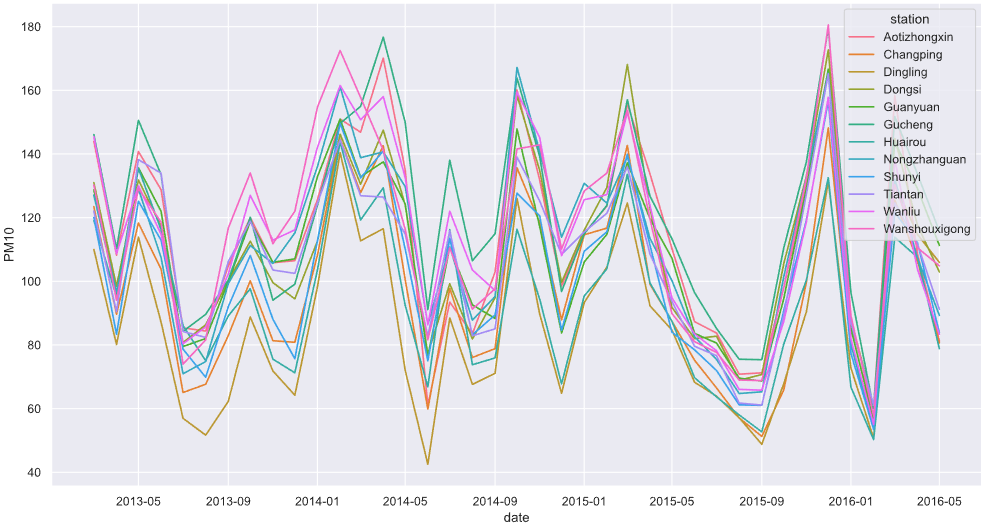 180
160
140
120
100
80
60
40
PM10
2013-05
2013-09
2014-01
2014-05
2014-09
2015-01
2015-05
2015-09
2016-01
2016-05
date
station
Aotizhongxin
Changping
Dingling
Dongsi
Guanyuan
Gucheng
Huairou
Nongzhanguan
Shunyi
Tiantan
Wanliu
Wanshouxigong